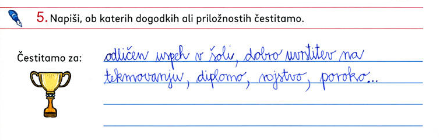 5. Napiši, ob katerih dogodkih ali priložnostih čestitamo.
Čestitamo za: odličen uspeh v šoli, dobro uvrstitev na
tekmovanju, diplomo, rojstvo, poroko...